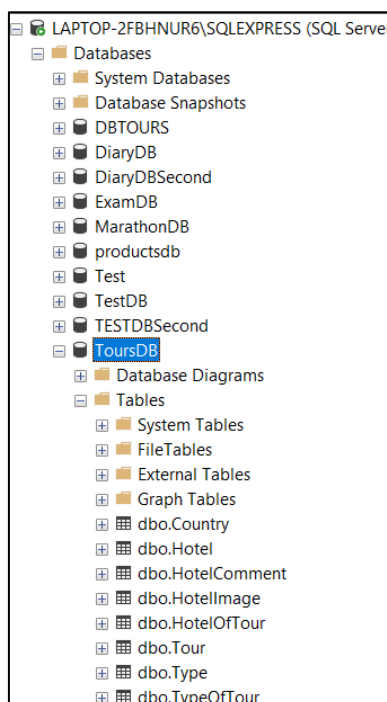 LAPTOP-2FBHNUR6\SQLEXPRESS (SQL Server
Databases
System Databases
Database Snapshots
DBTOURS
DiaryDB
DiaryDBSecond
ExamDB
MarathonDB
productsdb
Test
TestDB
TESTDBSecond
ToursDB
Database Diagrams
Tables
System Tables
FileTables
External Tables
Graph Tables
dbo.Country
dbo.Hotel
dbo.HotelComment
dbo.HotelImage
dbo.HotelOfTour
dbo.Tour
dbo.Type
dbo.TypeOfTour